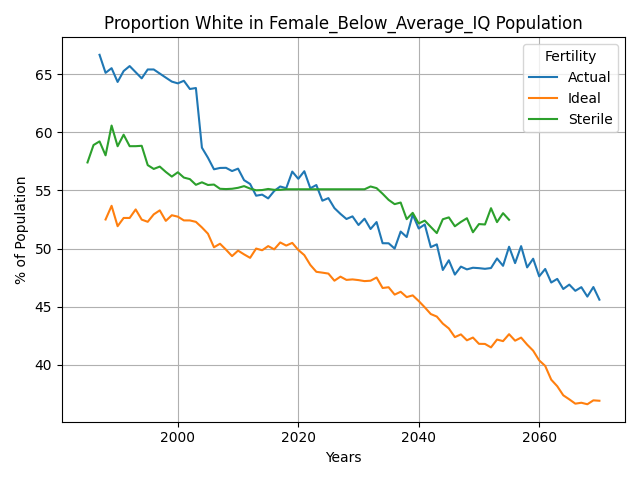 Proportion White in Female_Below_Average_IQ Population
Fertility
Actual
Ideal
Sterile
% of Population
65
60
55
50
45
40
2000
2020
2040
2060
Years